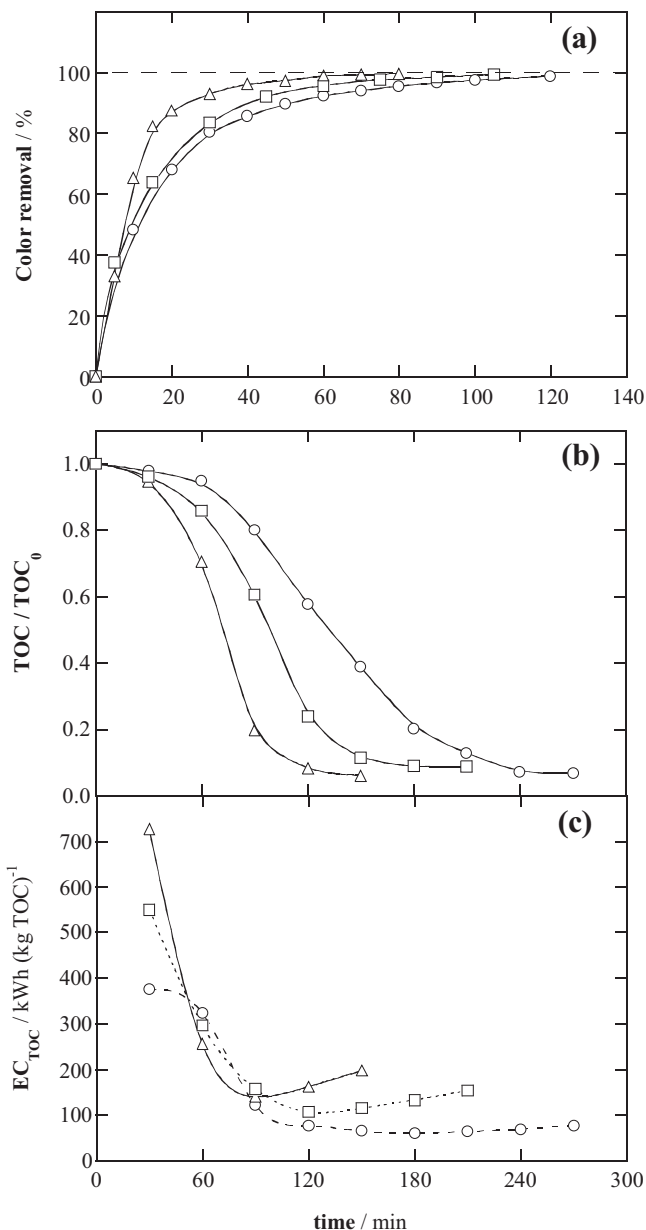 (a)
Color removal / %
100
80
60
40
20
0
0 20 40 60 80 100 120 140
(b)
TOC / TOC₀
1.0
0.8
0.6
0.4
0.2
0.0
(c)
EC_TOC / kWh (kg TOC)⁻¹
700
600
500
400
300
200
100
0
0 60 120 180 240 300
time / min